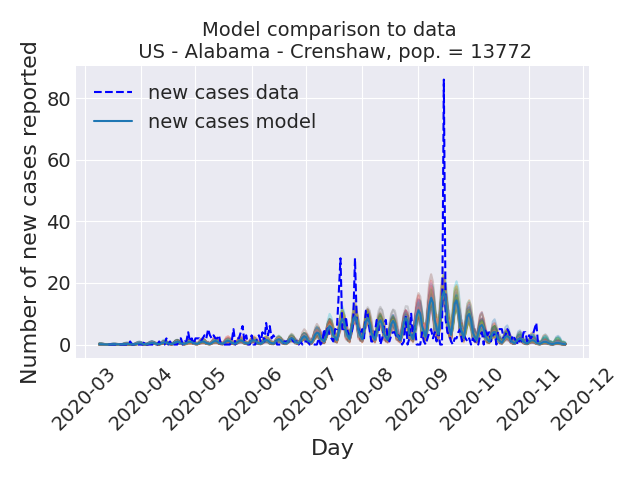 Model comparison to data
US - Alabama - Crenshaw, pop. = 13772
Number of new cases reported
80
60
40
20
0
new cases data
new cases model
2020-03
2020-04
2020-05
2020-06
2020-07
2020-08
2020-09
2020-10
2020-11
2020-12
Day